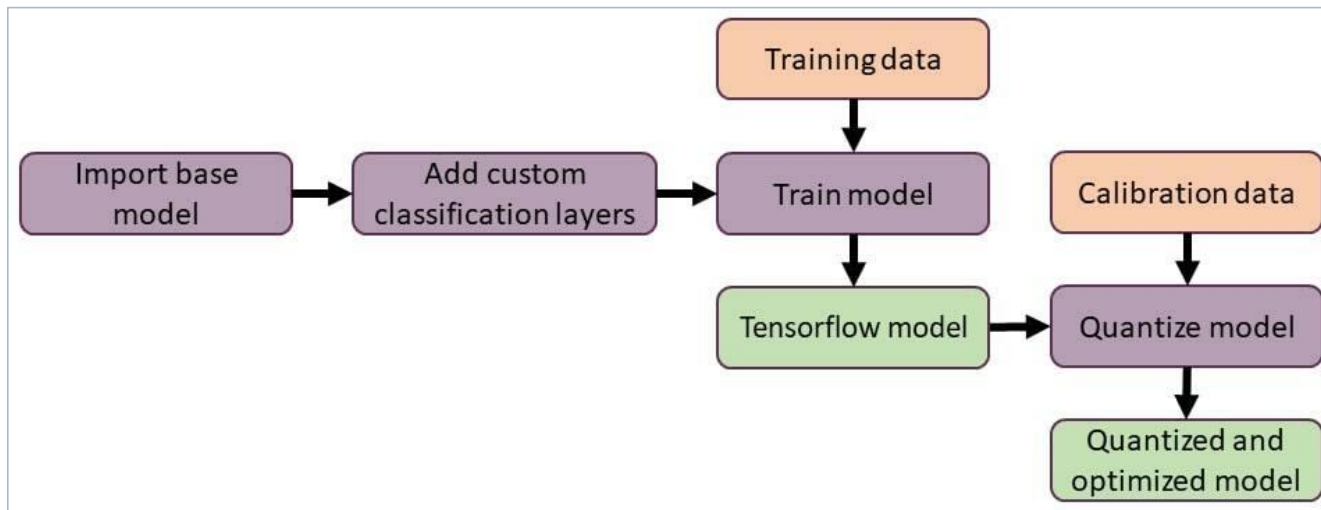 Training data
Import base
model
Add custom
classification layers
Train model
Calibration data
Tensorflow model
Quantize model
Quantized and
optimized model